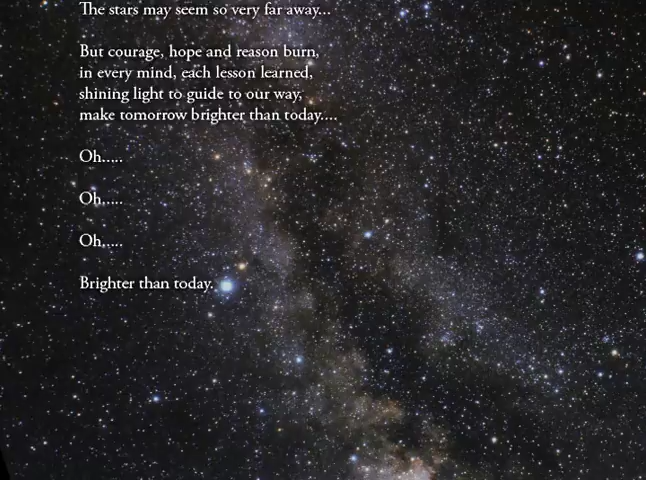 The stars may seem so very far away...
But courage, hope and reason burn,
in every mind, each lesson learned,
shining light to guide to our way,
make tomorrow brighter than today....
Oh.....
Oh.....
Oh.....
Brighter than today.